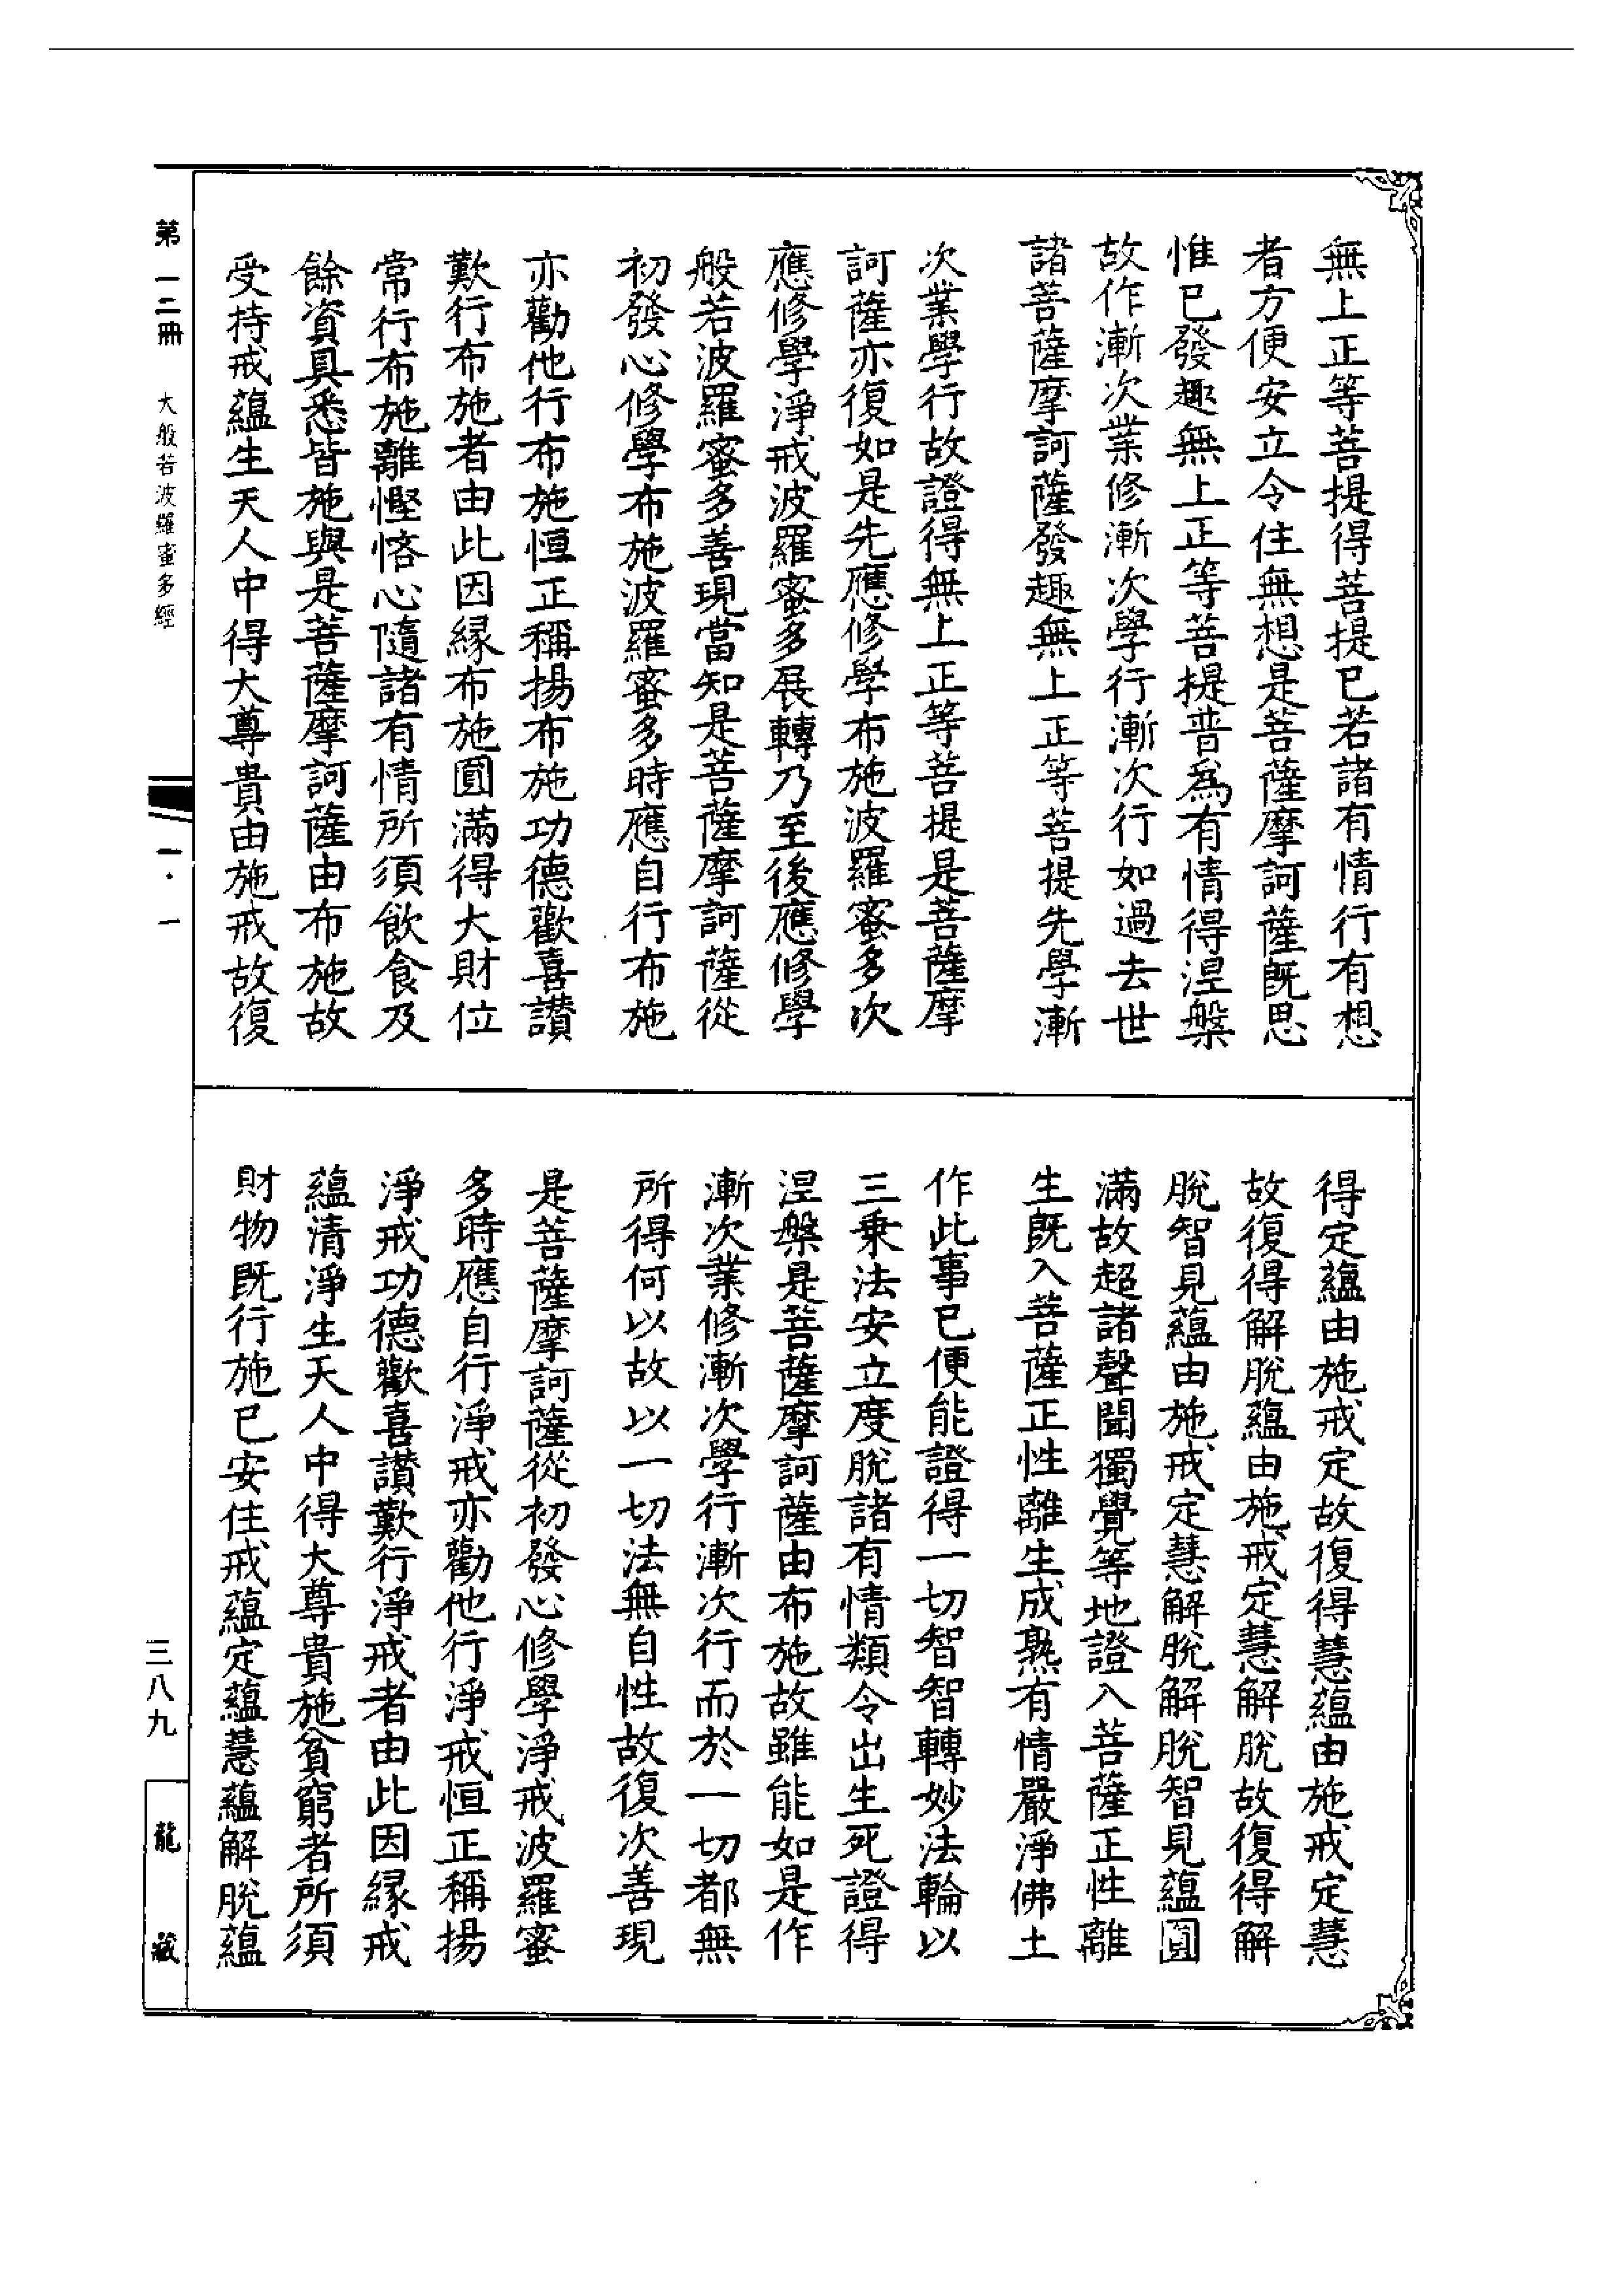 無上正等菩提得菩提已若諸有情行有想
者方便安立令住無想是菩薩摩訶薩旣思
惟已發趣無上正等菩提普爲有情得涅槃
故作漸次業修漸次學行漸次行如過去世
諸菩薩摩訶薩發趣無上正等菩提先學漸
次業學行故證得無上正等菩提是菩薩摩
訶薩亦復如是先應修學布施波羅蜜多次
應修學淨戒波羅蜜多展轉乃至後應修學
般若波羅蜜多善現當知是菩薩摩訶薩從
初發心修學布施波羅蜜多時應自行布施
亦勸他行布施恒正稱揚布施功德歡喜讚
歎行布施者由此因緣布施圓滿得大財位
常行布施離慳悋心隨諸有情所須飲食及
餘資具悉皆施與是菩薩摩訶薩由布施故
受持戒蘊生天人中得大尊貴由施戒故復
得定蘊由施戒定故復得慧蘊由施戒定慧
故復得解脫蘊由施戒定慧解脫故復得解
脫智見蘊由施戒定慧解脫解脫智見蘊圓
滿故超諸聲聞獨覺等地證入菩薩正性離
生旣入菩薩正性離生成熟有情嚴淨佛土
作此事已便能證得一切智智轉妙法輪以
三乘法安立度脫諸有情類令出生死證得
涅槃是菩薩摩訶薩由布施故雖能如是作
漸次業修漸次學行漸次行而於一切都無
所得何以故以一切法無自性故復次善現
是菩薩摩訶薩從初發心修學淨戒波羅蜜
多時應自行淨戒亦勸他行淨戒恒正稱揚
淨戒功德歡喜讚歎行淨戒者由此因緣戒
蘊清淨生天人中得大尊貴施貧窮者所須
財物旣行施已安住戒蘊定蘊慧蘊解脫蘊
第一二冊 大般若波羅蜜多經 一·一 三八九 龍藏